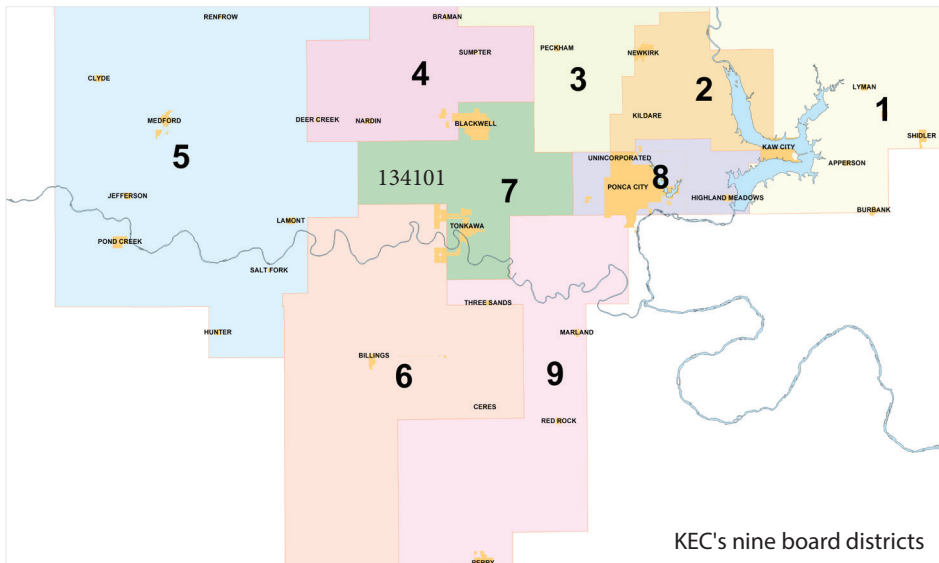 RENFROW
BRAMAN
SUMPTER
PECKHAM
NEWKIRK
3
4
2
CLYDE
LYMAN
1
MEDFORD
DEER CREEK
NARDIN
BLACKWELL
KILDARE
SHIDLER
5
KAW CITY
UNINCORPORATED
APPERSON
134101
7
8
PONCA CITY
JEFFERSON
HIGHLAND MEADOWS
BURBANK
LAMONT
TONKAWA
POND CREEK
SALT FORK
THREE SANDS
HUNTER
MARLAND
BILLINGS
6
9
CERES
RED ROCK
KEC's nine board districts
PERRY